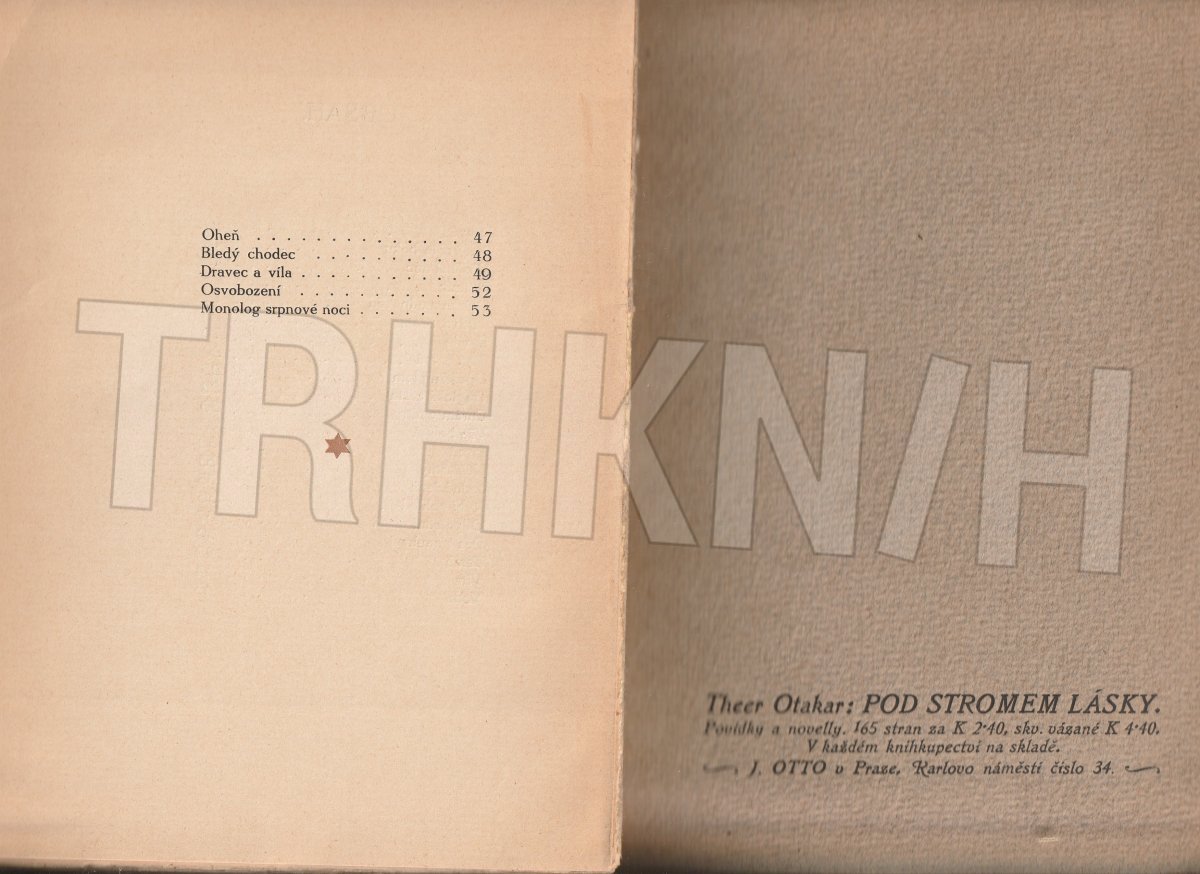 Oheň . . . . . . . . . . . . . . 47
Bledý chodec . . . . . . . . . . 48
Dravec a víla . . . . . . . . . . . 49
Osvobození . . . . . . . . . . . 52
Monolog srpnové noci . . . . . . . 53
TRHKNIH
Theer Otakar: POD STROMEM LÁSKY.
Povídky a novelly. 165 stran za K 2·40, skv. vázané K 4·40.
V každém knihkupectví na skladě.
J. OTTO v Praze, Karlovo náměstí číslo 34.